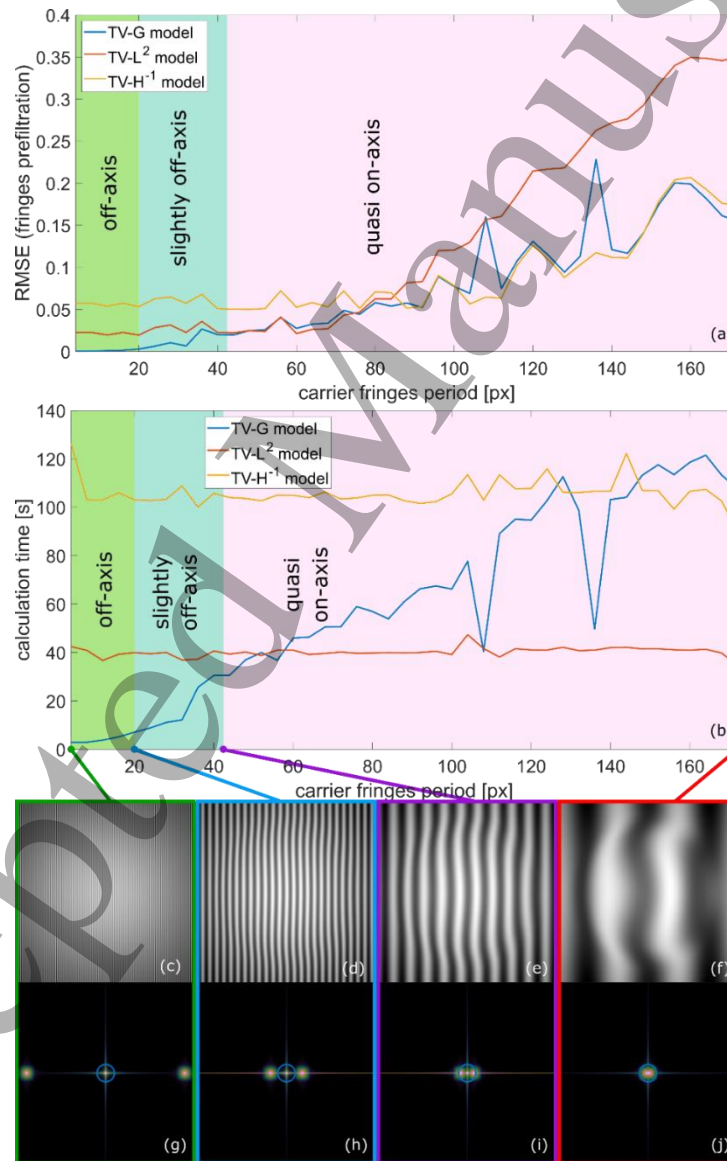 0.4
0.35
0.3
0.25
0.2
0.15
0.1
0.05
0
RMSE (fringes prefiltration)
TV-G model
TV-L² model
TV-H⁻¹ model
off-axis
slightly off-axis
quasi on-axis
(a
20 40 60 80 100 120 140 160
carrier fringes period [px]
140
120
100
80
60
40
20
0
calculation time [s]
TV-G model
TV-L² model
TV-H⁻¹ model
off-axis
slightly
off-axis
quasi
on-axis
(b
20 40 60 80 100 120 140 160
carrier fringes period [px]
(c) (d) (e) (f)
(g) (h) (i) (j)